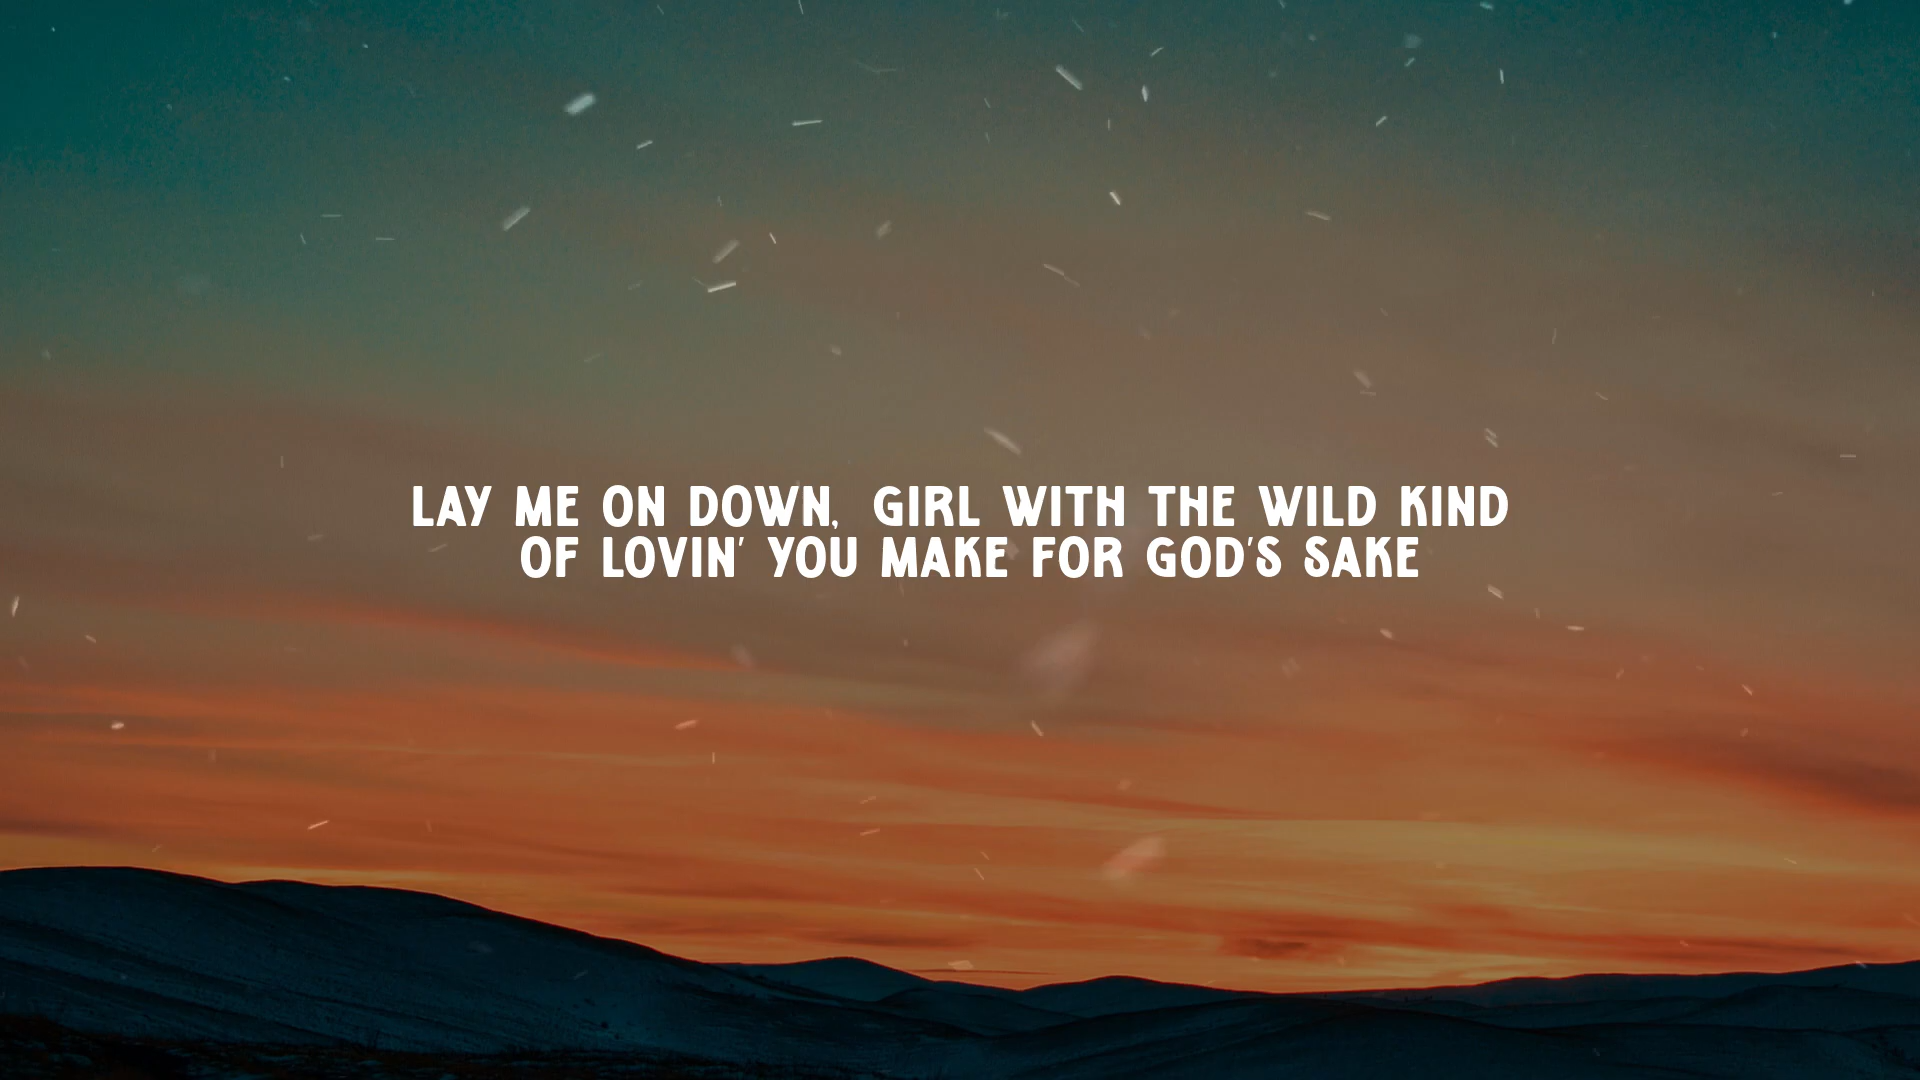 LAY ME ON DOWN, GIRL WITH THE WILD KIND
OF LOVIN' YOU MAKE FOR GOD'S SAKE